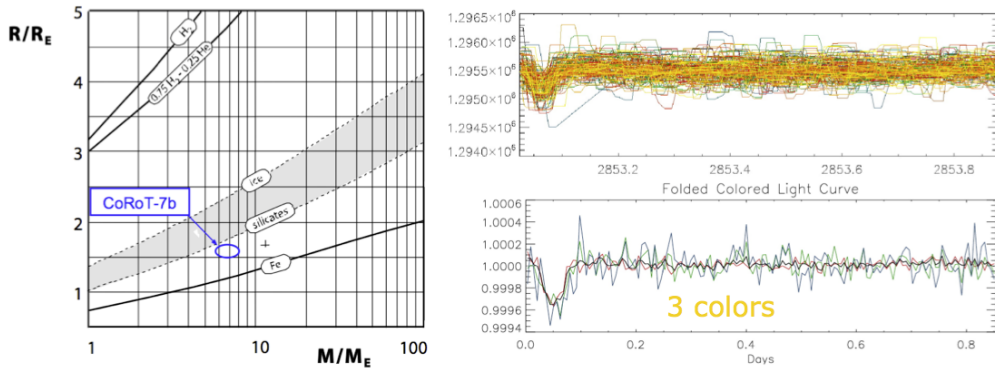 R/R_E
5
4
3
2
1
H₂
0.75 H₂ - 0.25 He
ice
CoRoT-7b
silicates
Fe
1
10
100
M/M_E
1.2965×10⁶
1.2960×10⁶
1.2955×10⁶
1.2950×10⁶
1.2945×10⁶
1.2940×10⁶
2853.2
2853.4
2853.6
2853.8
Folded Colored Light Curve
1.0006
1.0004
1.0002
1.0000
0.9998
0.9996
0.9994
3 colors
0.0
0.2
0.4
0.6
0.8
Days